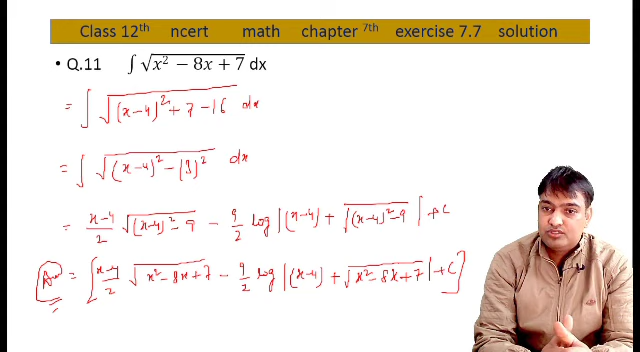 Class 12th ncert math chapter 7th exercise 7.7 solution
• Q.11 ∫ √(x² − 8x + 7) dx
= ∫ √((x-4)² + 7 - 16) dx
= ∫ √((x-4)² - (3)²) dx
= (x-4)/2 √((x-4)² - 9) - 9/2 log |(x-4) + √((x-4)² - 9)| + C
Ans = [(x-4)/2 √(x² - 8x + 7) - 9/2 log |(x-4) + √(x² - 8x + 7)| + C]